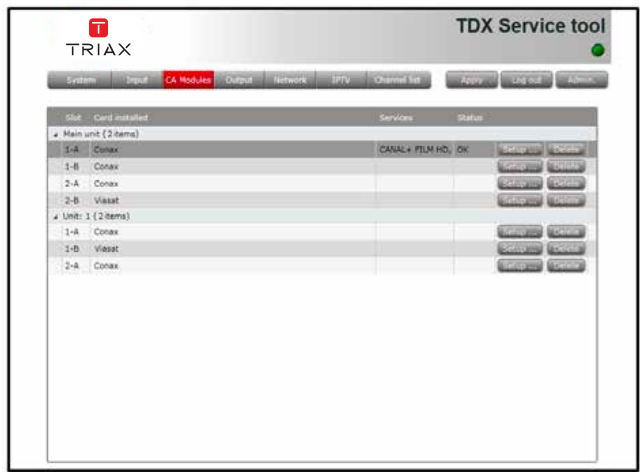 TDX Service tool
TRIAX
System Input CA Modules Output Network IPTV Channel list Apply Log out Admin.
Slot Card installed Services Status
Main unit (2 items)
1-A Conax CANAL+ FILM HD, OK Setup ... Delete
1-B Conax Setup ... Delete
2-A Conax Setup ... Delete
2-B Viasat Setup ... Delete
Unit: 1 (2 items)
1-A Conax Setup ... Delete
1-B Viasat Setup ... Delete
2-A Conax Setup ... Delete